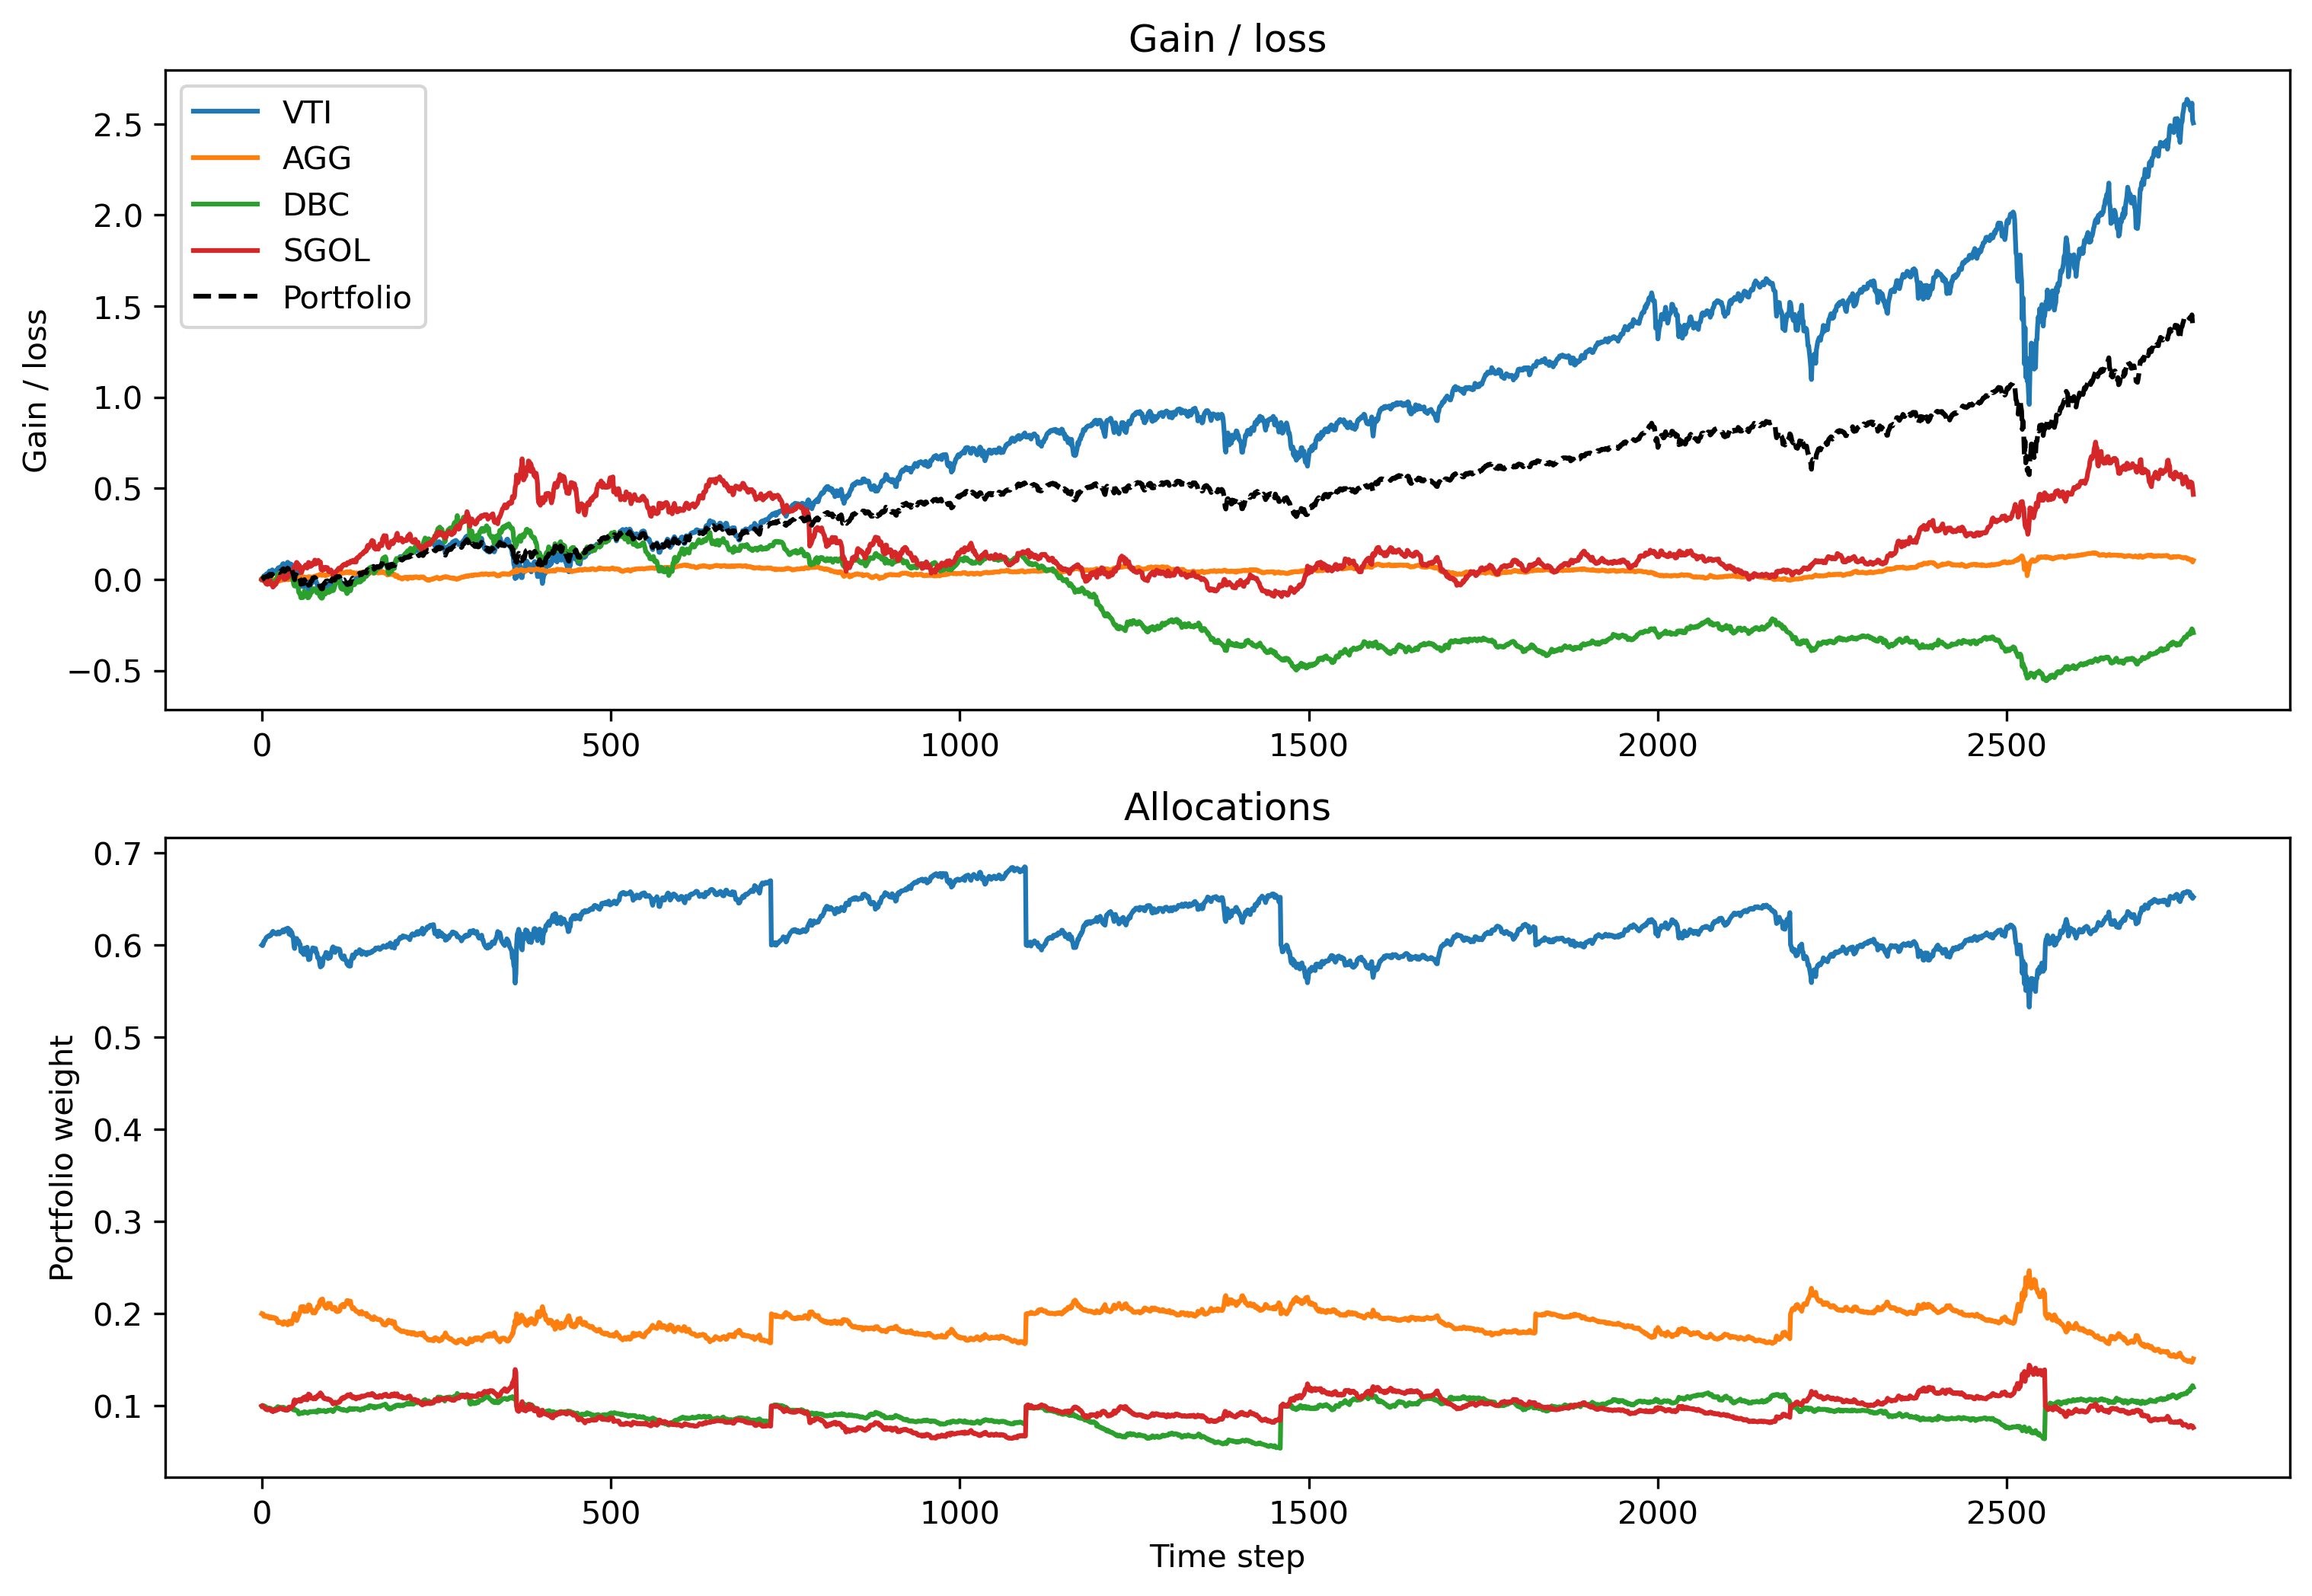 Gain / loss
Gain / loss
2.5
2.0
1.5
1.0
0.5
0.0
−0.5
VTI
AGG
DBC
SGOL
Portfolio
0 500 1000 1500 2000 2500
Allocations
Portfolio weight
0.7
0.6
0.5
0.4
0.3
0.2
0.1
0 500 1000 1500 2000 2500
Time step